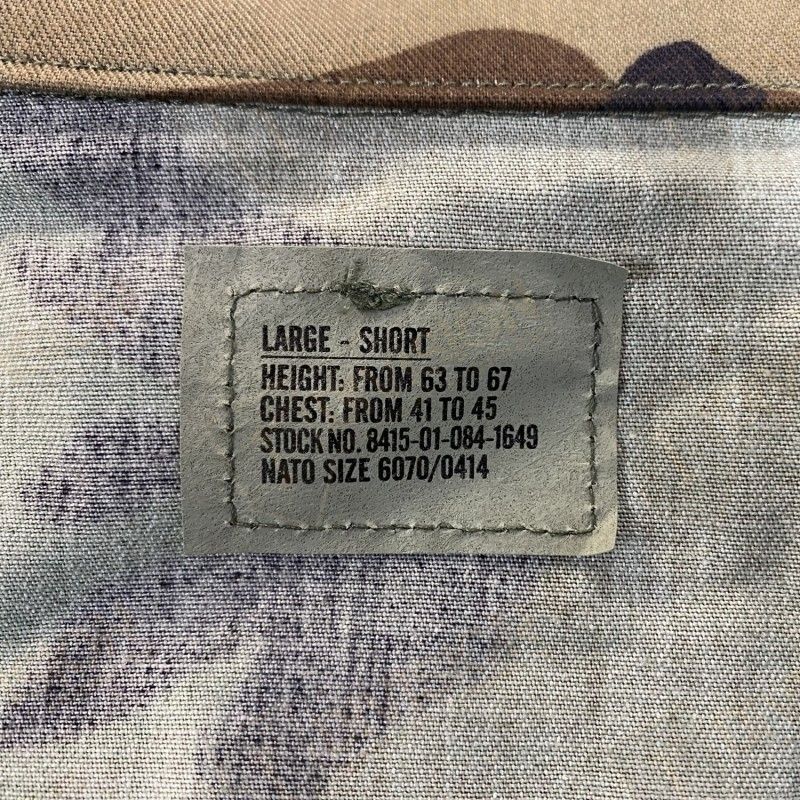 LARGE - SHORT
HEIGHT: FROM 63 TO 67
CHEST: FROM 41 TO 45
STOCK NO. 8415-01-084-1649
NATO SIZE 6070/0414